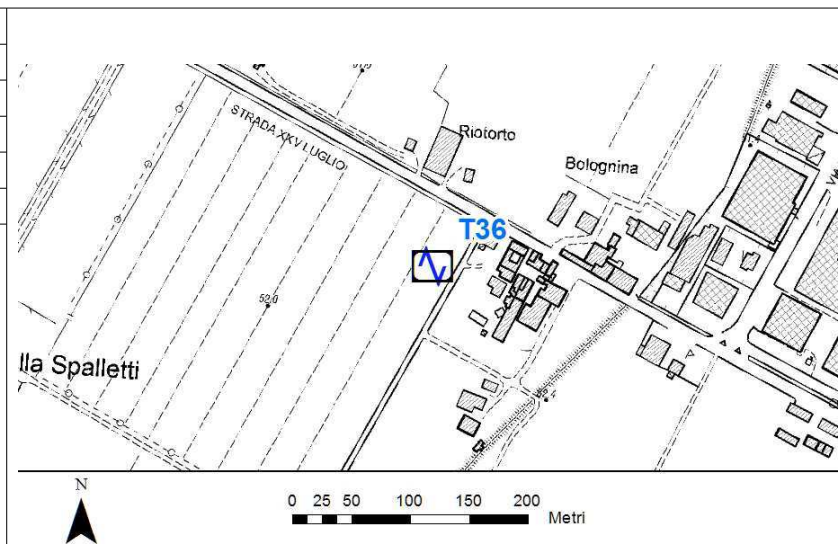 STRADA XXV LUGLIO
Riotorto
Bolognina
T36
52.0
lla Spalletti
N
0 25 50 100 150 200
Metri